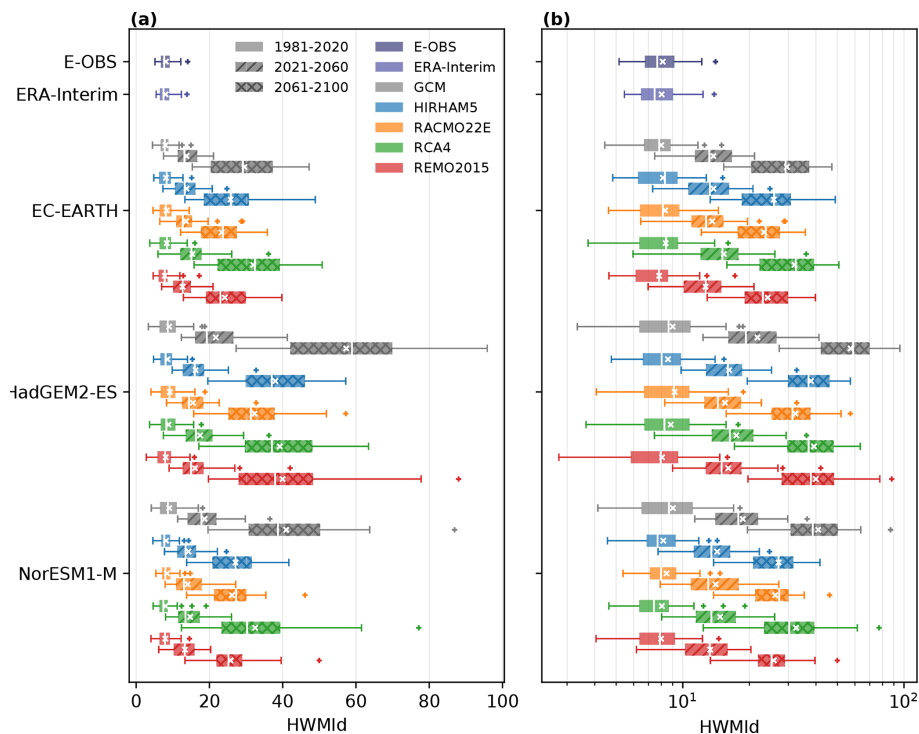 (a)
(b)
1981-2020
2021-2060
2061-2100
E-OBS
ERA-Interim
GCM
HIRHAM5
RACMO22E
RCA4
REMO2015
E-OBS
ERA-Interim
EC-EARTH
HadGEM2-ES
NorESM1-M
0 20 40 60 80 100
HWMId
10¹ 10²
HWMId